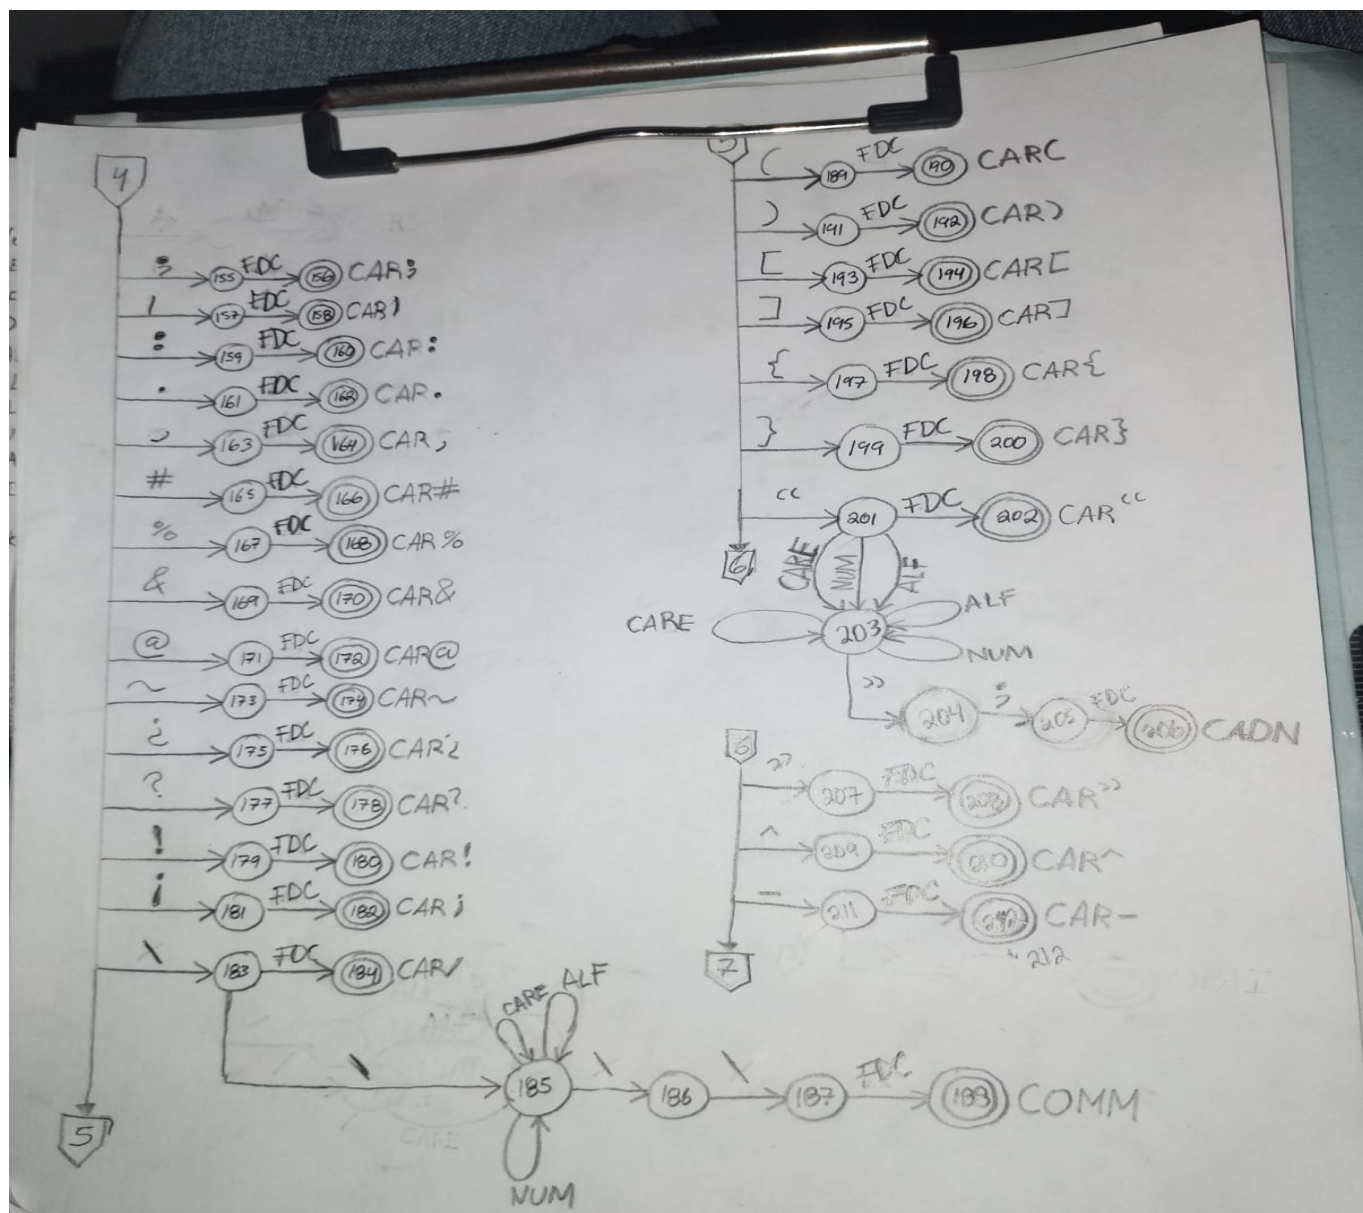 4
; 155 FDC 156 CAR;
' 157 FDC 158 CAR'
: 159 FDC 160 CAR:
. 161 FDC 162 CAR.
, 163 FDC 164 CAR,
# 165 FDC 166 CAR#
% 167 FDC 168 CAR%
& 169 FDC 170 CAR&
@ 171 FDC 172 CAR@
~ 173 FDC 174 CAR~
¿ 175 FDC 176 CAR¿
? 177 FDC 178 CAR?
! 179 FDC 180 CAR!
¡ 181 FDC 182 CAR¡
\ 183 FDC 184 CAR/
CARE ALF
\ 185 \ 186 \ 187 FDC 188 COMM
NUM
5
5
( 189 FDC 190 CAR(
) 191 FDC 192 CAR)
[ 193 FDC 194 CAR[
] 195 FDC 196 CAR]
{ 197 FDC 198 CAR{
} 199 FDC 200 CAR}
“ 201 FDC 202 CAR“
6
CARE NUM ALF
CARE 203 ALF
NUM
” 204 ; 205 FDC 206 CADN
6
” 207 FDC 208 CAR”
^ 209 FDC 210 CAR^
- 211 FDC 212 CAR-
212
7